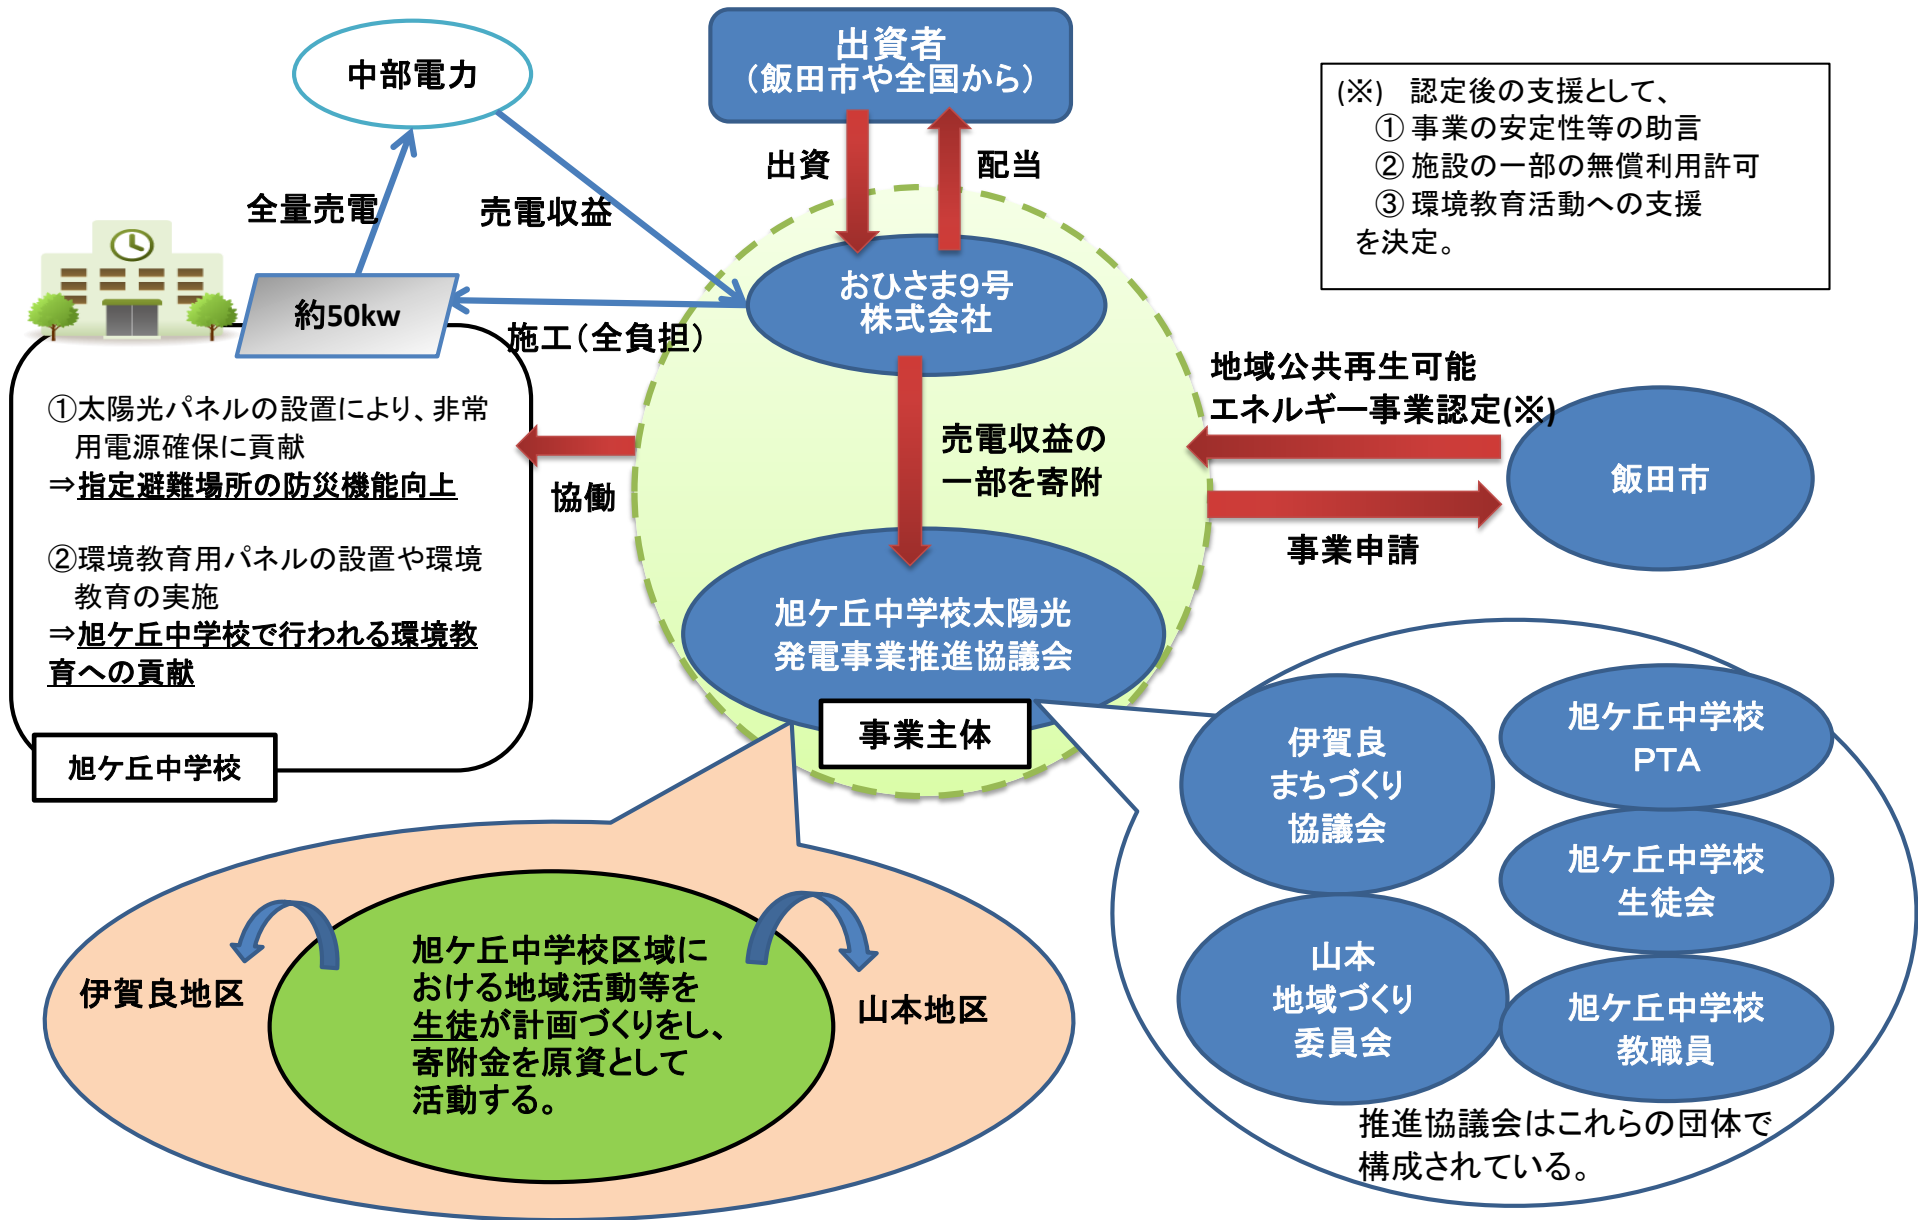 出資者
（飯田市や全国から）
中部電力
(※)　認定後の支援として、
① 事業の安定性等の助言
② 施設の一部の無償利用許可
③ 環境教育活動への支援
を決定。
出資
配当
全量売電
売電収益
おひさま９号
株式会社
約50kw
施工（全負担）
①太陽光パネルの設置により、非常
用電源確保に貢献
⇒指定避難場所の防災機能向上
②環境教育用パネルの設置や環境
教育の実施
⇒旭ケ丘中学校で行われる環境教
育への貢献
旭ケ丘中学校
協働
売電収益の
一部を寄附
地域公共再生可能
エネルギー事業認定(※)
飯田市
事業申請
旭ケ丘中学校太陽光
発電事業推進協議会
事業主体
伊賀良
まちづくり
協議会
旭ケ丘中学校
ＰＴＡ
旭ケ丘中学校
生徒会
山本
地域づくり
委員会
旭ケ丘中学校
教職員
推進協議会はこれらの団体で
構成されている。
伊賀良地区
旭ケ丘中学校区域に
おける地域活動等を
生徒が計画づくりをし、
寄附金を原資として
活動する。
山本地区